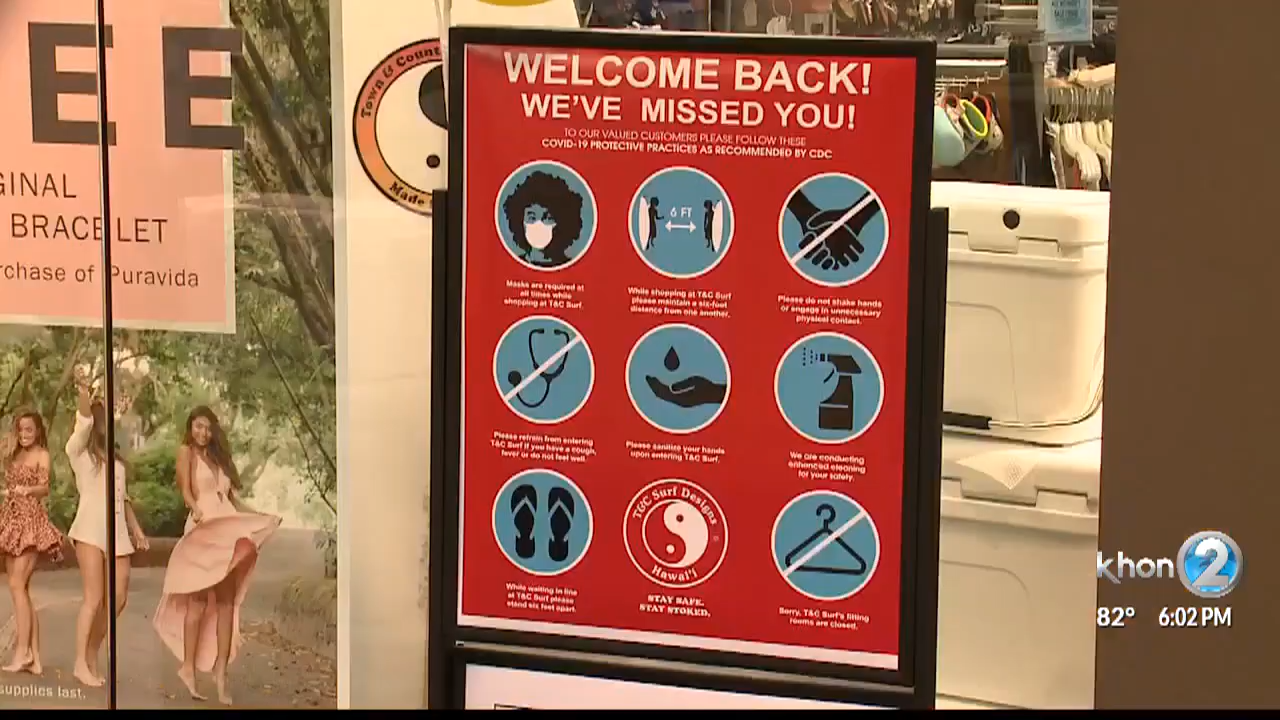 EE
GINAL
BRACELET
rchase of Puravida
supplies last.
Town & Count
Made
WELCOME BACK!
WE'VE MISSED YOU!
TO OUR VALUED CUSTOMERS PLEASE FOLLOW THESE
COVID-19 PROTECTIVE PRACTICES AS RECOMMENDED BY CDC
Masks are required at
all times while
shopping at T&C Surf.
6 FT
While shopping at T&C Surf
please maintain a six-foot
distance from one another.
Please do not shake hands
or engage in unnecessary
physical contact.
Please refrain from entering
T&C Surf if you have a cough,
fever or do not feel well.
Please sanitize your hands
upon entering T&C Surf.
We are conducting
enhanced cleaning
for your safety.
While waiting in line
at T&C Surf please
stand six feet apart.
T&C Surf Designs
Hawai'i
STAY SAFE.
STAY STOKED.
Sorry, T&C Surf's fitting
rooms are closed.
khon 2
82° 6:02 PM